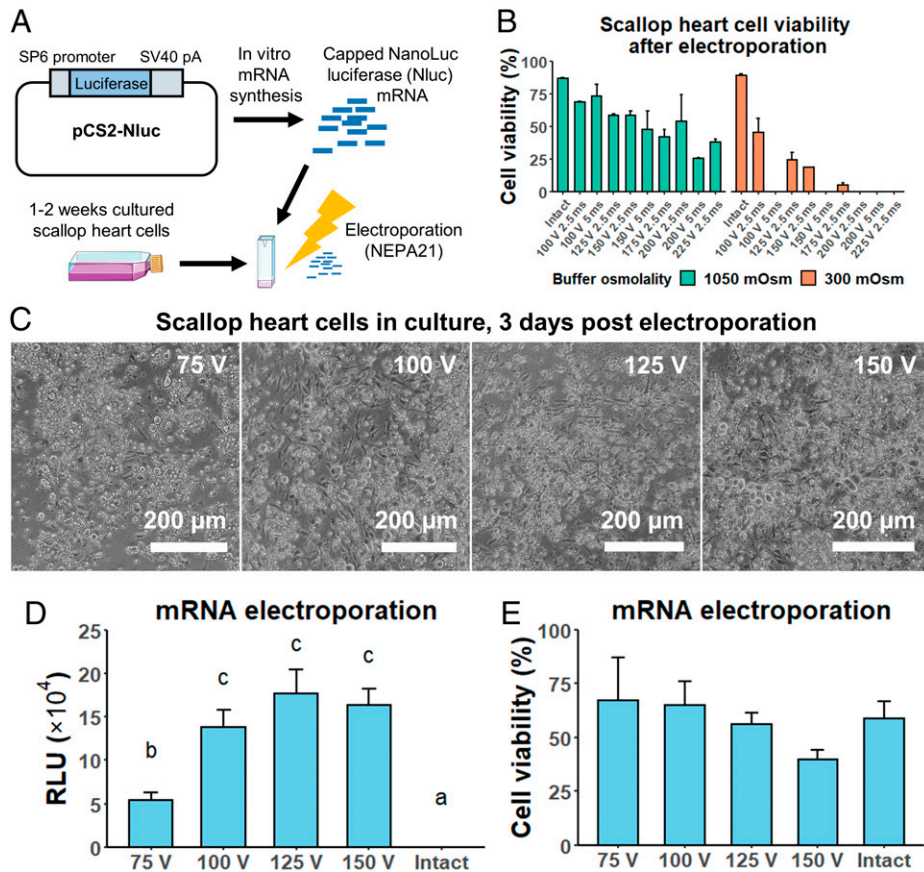 A
SP6 promoter
SV40 pA
Luciferase
pCS2-Nluc
In vitro
mRNA
synthesis
Capped NanoLuc
luciferase (Nluc)
mRNA
1-2 weeks cultured
scallop heart cells
Electroporation
(NEPA21)
B
Scallop heart cell viability
after electroporation
Cell viability (%)
100
75
50
25
0
Intact
100 V 2.5 ms
100 V 5 ms
125 V 2.5 ms
150 V 2.5 ms
150 V 5 ms
175 V 2.5 ms
200 V 2.5 ms
200 V 5 ms
225 V 2.5 ms
Intact
100 V 2.5 ms
100 V 5 ms
125 V 2.5 ms
150 V 2.5 ms
150 V 5 ms
175 V 2.5 ms
200 V 2.5 ms
200 V 5 ms
225 V 2.5 ms
Buffer osmolality 1050 mOsm 300 mOsm
C
Scallop heart cells in culture, 3 days post electroporation
75 V
200 µm
100 V
200 µm
125 V
200 µm
150 V
200 µm
D
mRNA electroporation
RLU (×10⁴)
25
20
15
10
5
0
b
c
c
c
a
75 V 100 V 125 V 150 V Intact
E
mRNA electroporation
Cell viability (%)
100
75
50
25
0
75 V 100 V 125 V 150 V Intact